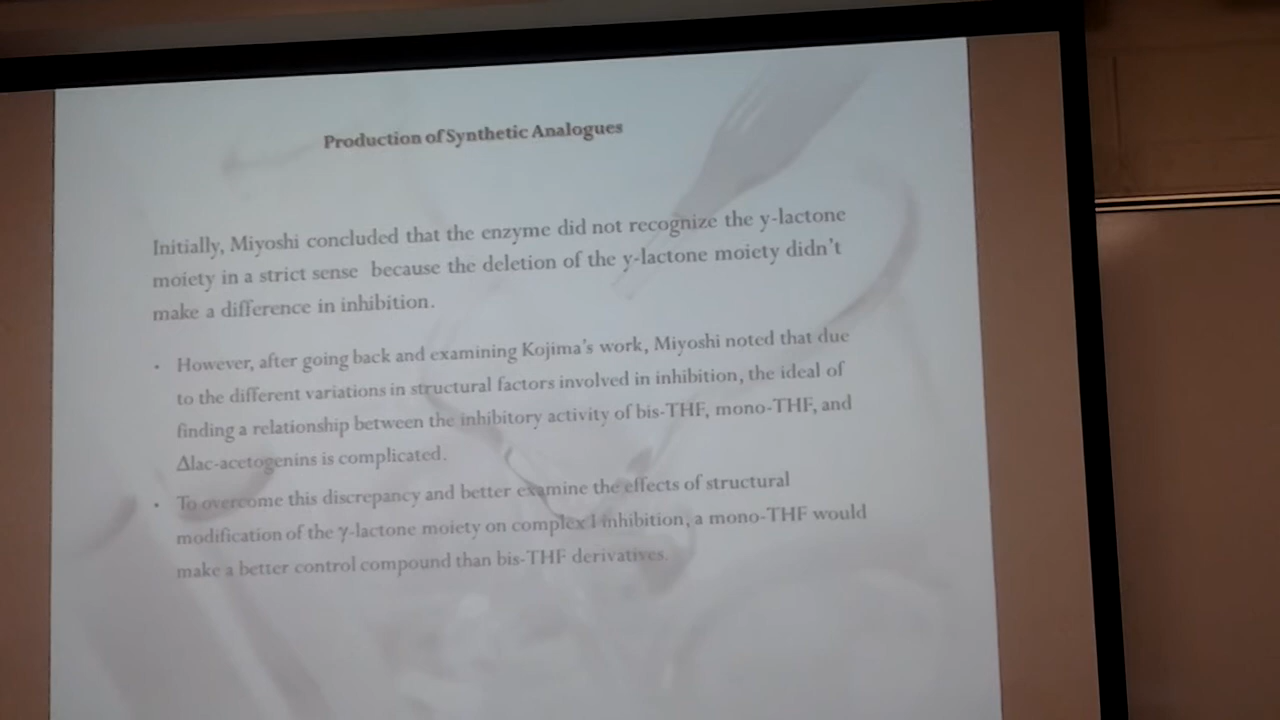 Production of Synthetic Analogues
Initially, Miyoshi concluded that the enzyme did not recognize the y-lactone
moiety in a strict sense because the deletion of the y-lactone moiety didn't
make a difference in inhibition.
• However, after going back and examining Kojima's work, Miyoshi noted that due
to the different variations in structural factors involved in inhibition, the ideal of
finding a relationship between the inhibitory activity of bis-THF, mono-THF, and
Δlac-acetogenins is complicated.
• To overcome this discrepancy and better examine the effects of structural
modification of the γ-lactone moiety on complex I inhibition, a mono-THF would
make a better control compound than bis-THF derivatives.